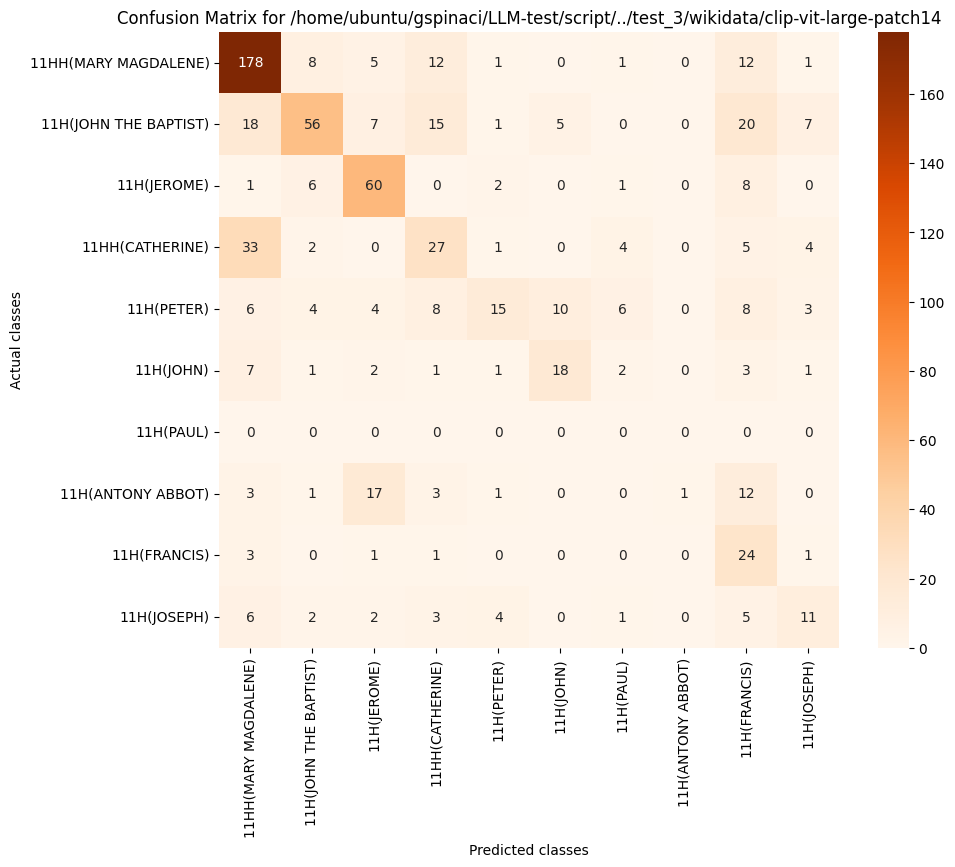 Confusion Matrix for /home/ubuntu/gspinaci/LLM-test/script/../test_3/wikidata/clip-vit-large-patch14
Actual classes
11HH(MARY MAGDALENE) 178 8 5 12 1 0 1 0 12 1
11H(JOHN THE BAPTIST) 18 56 7 15 1 5 0 0 20 7
11H(JEROME) 1 6 60 0 2 0 1 0 8 0
11HH(CATHERINE) 33 2 0 27 1 0 4 0 5 4
11H(PETER) 6 4 4 8 15 10 6 0 8 3
11H(JOHN) 7 1 2 1 1 18 2 0 3 1
11H(PAUL) 0 0 0 0 0 0 0 0 0 0
11H(ANTONY ABBOT) 3 1 17 3 1 0 0 1 12 0
11H(FRANCIS) 3 0 1 1 0 0 0 0 24 1
11H(JOSEPH) 6 2 2 3 4 0 1 0 5 11
11HH(MARY MAGDALENE)
11H(JOHN THE BAPTIST)
11H(JEROME)
11HH(CATHERINE)
11H(PETER)
11H(JOHN)
11H(PAUL)
11H(ANTONY ABBOT)
11H(FRANCIS)
11H(JOSEPH)
Predicted classes
160
140
120
100
80
60
40
20
0